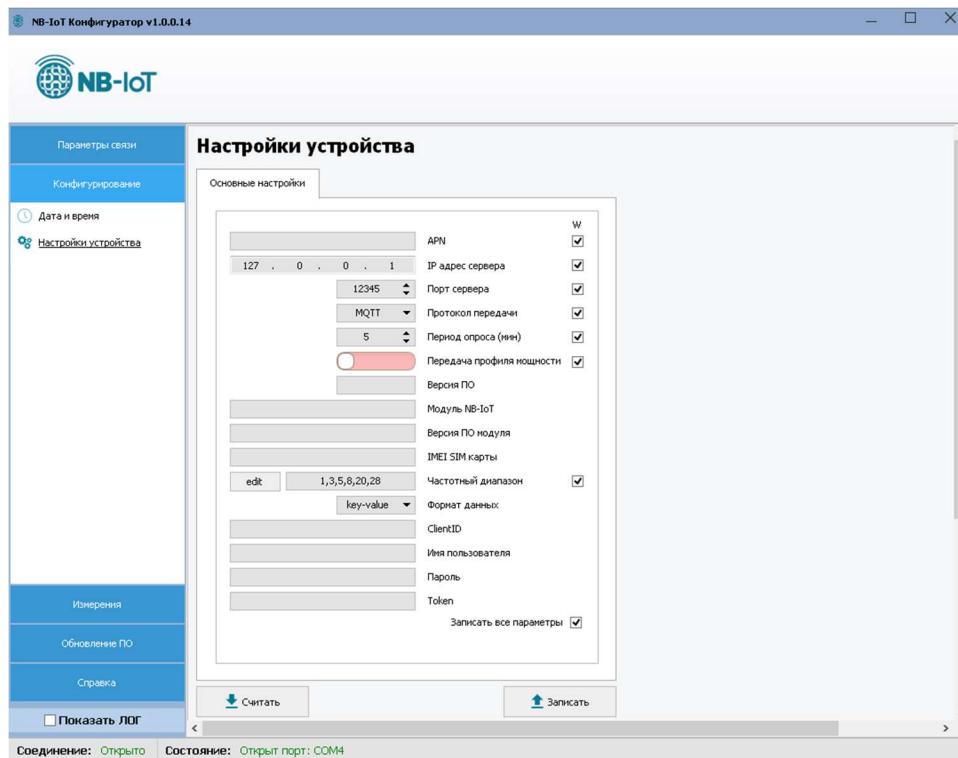 NB-IoT Конфигуратор v1.0.0.14
NB-IoT
Параметры связи
Конфигурирование
Дата и время
Настройки устройства
Измерения
Обновление ПО
Справка
Показать ЛОГ
Настройки устройства
Основные настройки
W
APN
127 . 0 . 0 . 1 IP адрес сервера
12345 Порт сервера
MQTT Протокол передачи
5 Период опроса (мин)
Передача профиля мощности
Версия ПО
Модуль NB-IoT
Версия ПО модуля
IMEI SIM карты
edit 1,3,5,8,20,28 Частотный диапазон
key-value Формат данных
ClientID
Имя пользователя
Пароль
Token
Записать все параметры
Считать Записать
Соединение: Открыто Состояние: Открыт порт: COM4